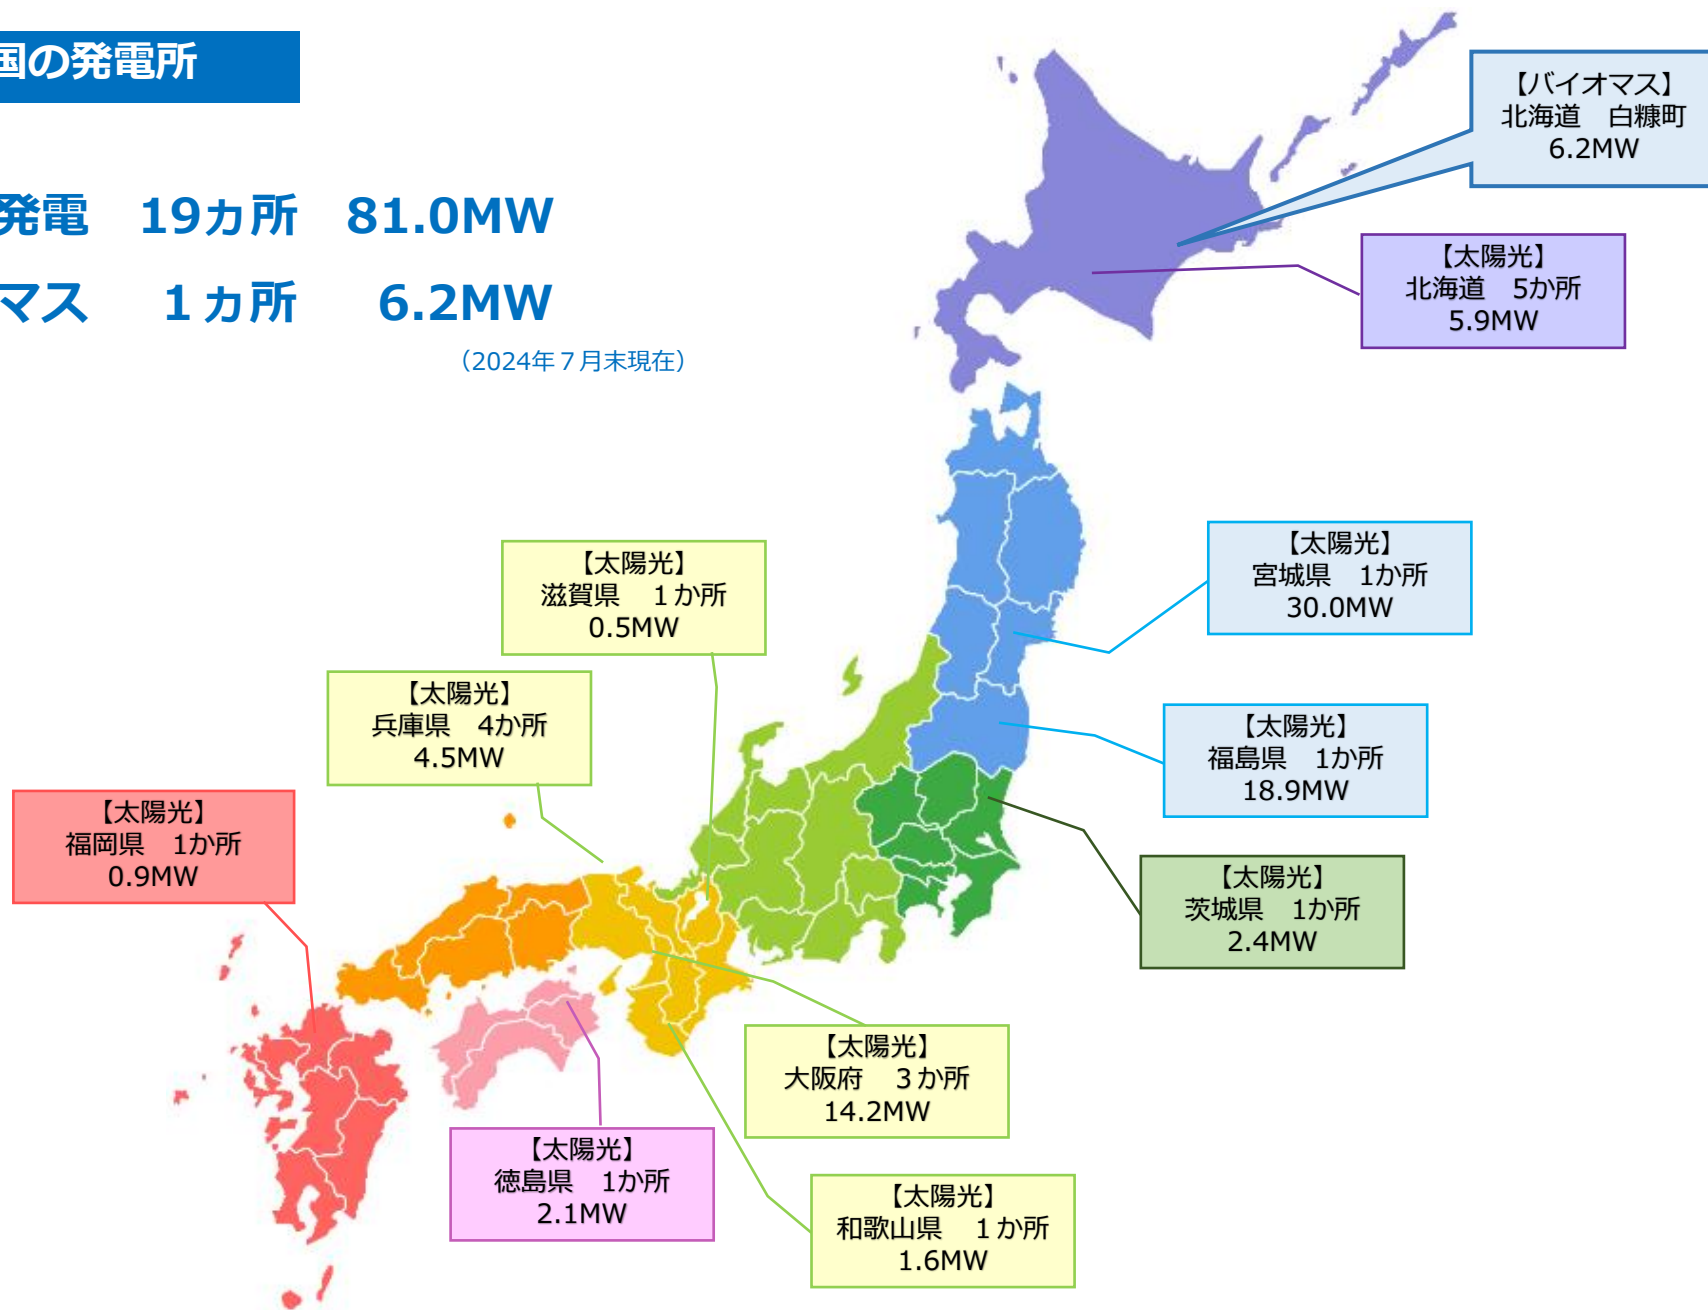 国の発電所
発電　19ヵ所　81.0MW
マス　１ヵ所　6.2MW
（2024年７月末現在）
【バイオマス】
北海道　白糠町
6.2MW
【太陽光】
北海道　5か所
5.9MW
【太陽光】
宮城県　1か所
30.0MW
【太陽光】
滋賀県　１か所
0.5MW
【太陽光】
兵庫県　4か所
4.5MW
【太陽光】
福島県　1か所
18.9MW
【太陽光】
福岡県　1か所
0.9MW
【太陽光】
茨城県　1か所
2.4MW
【太陽光】
大阪府　３か所
14.2MW
【太陽光】
徳島県　1か所
2.1MW
【太陽光】
和歌山県　１か所
1.6MW